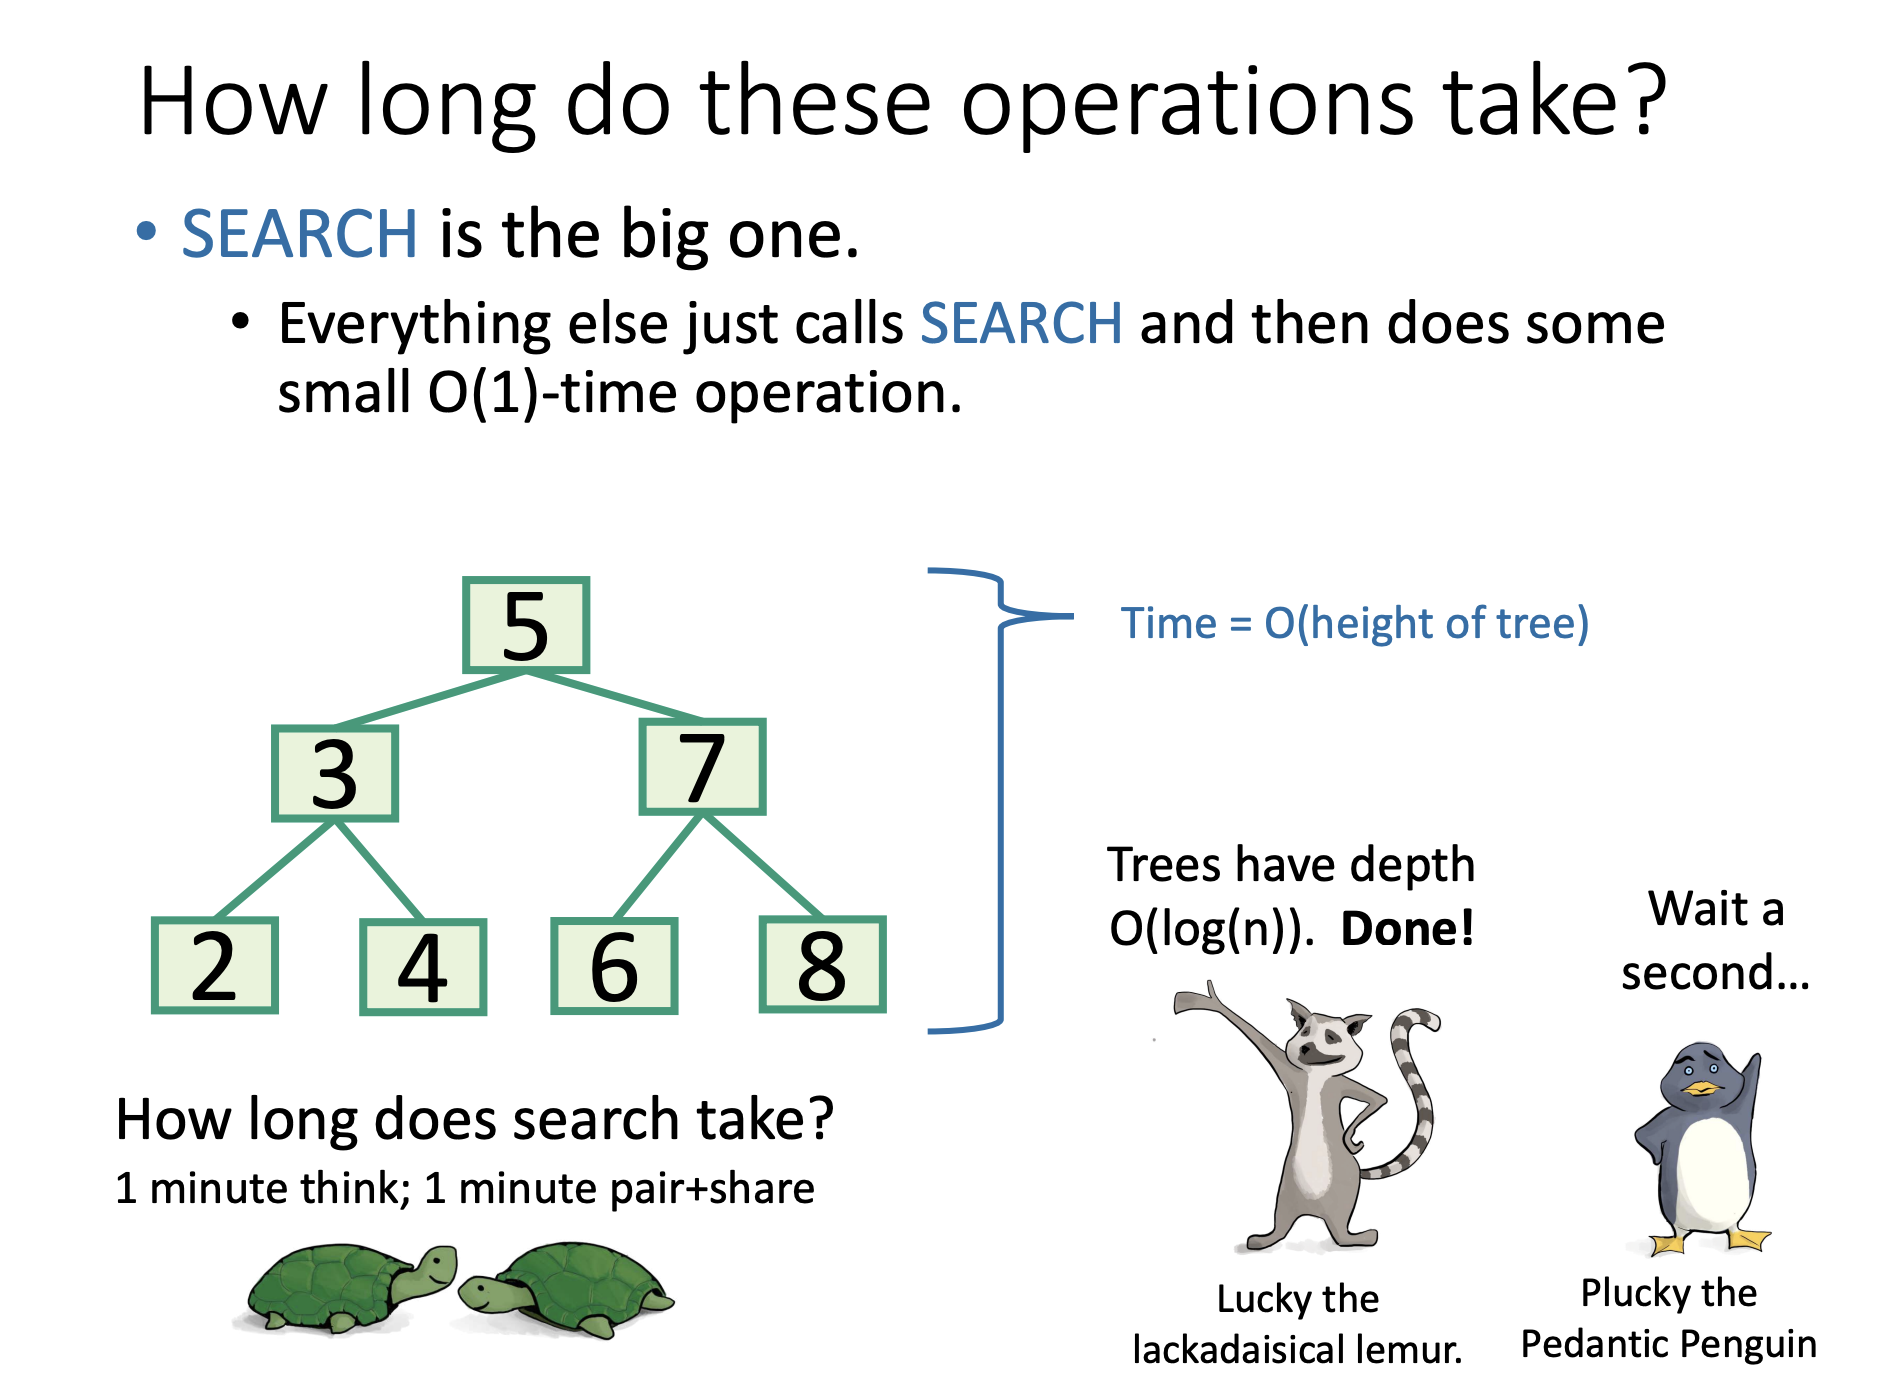 How long do these operations take?
• SEARCH is the big one.
• Everything else just calls SEARCH and then does some
small O(1)-time operation.
5
Time = O(height of tree)
3
7
2
4
6
8
Trees have depth
O(log(n)). Done!
Wait a
second...
How long does search take?
1 minute think; 1 minute pair+share
Lucky the
lackadaisical lemur.
Plucky the
Pedantic Penguin